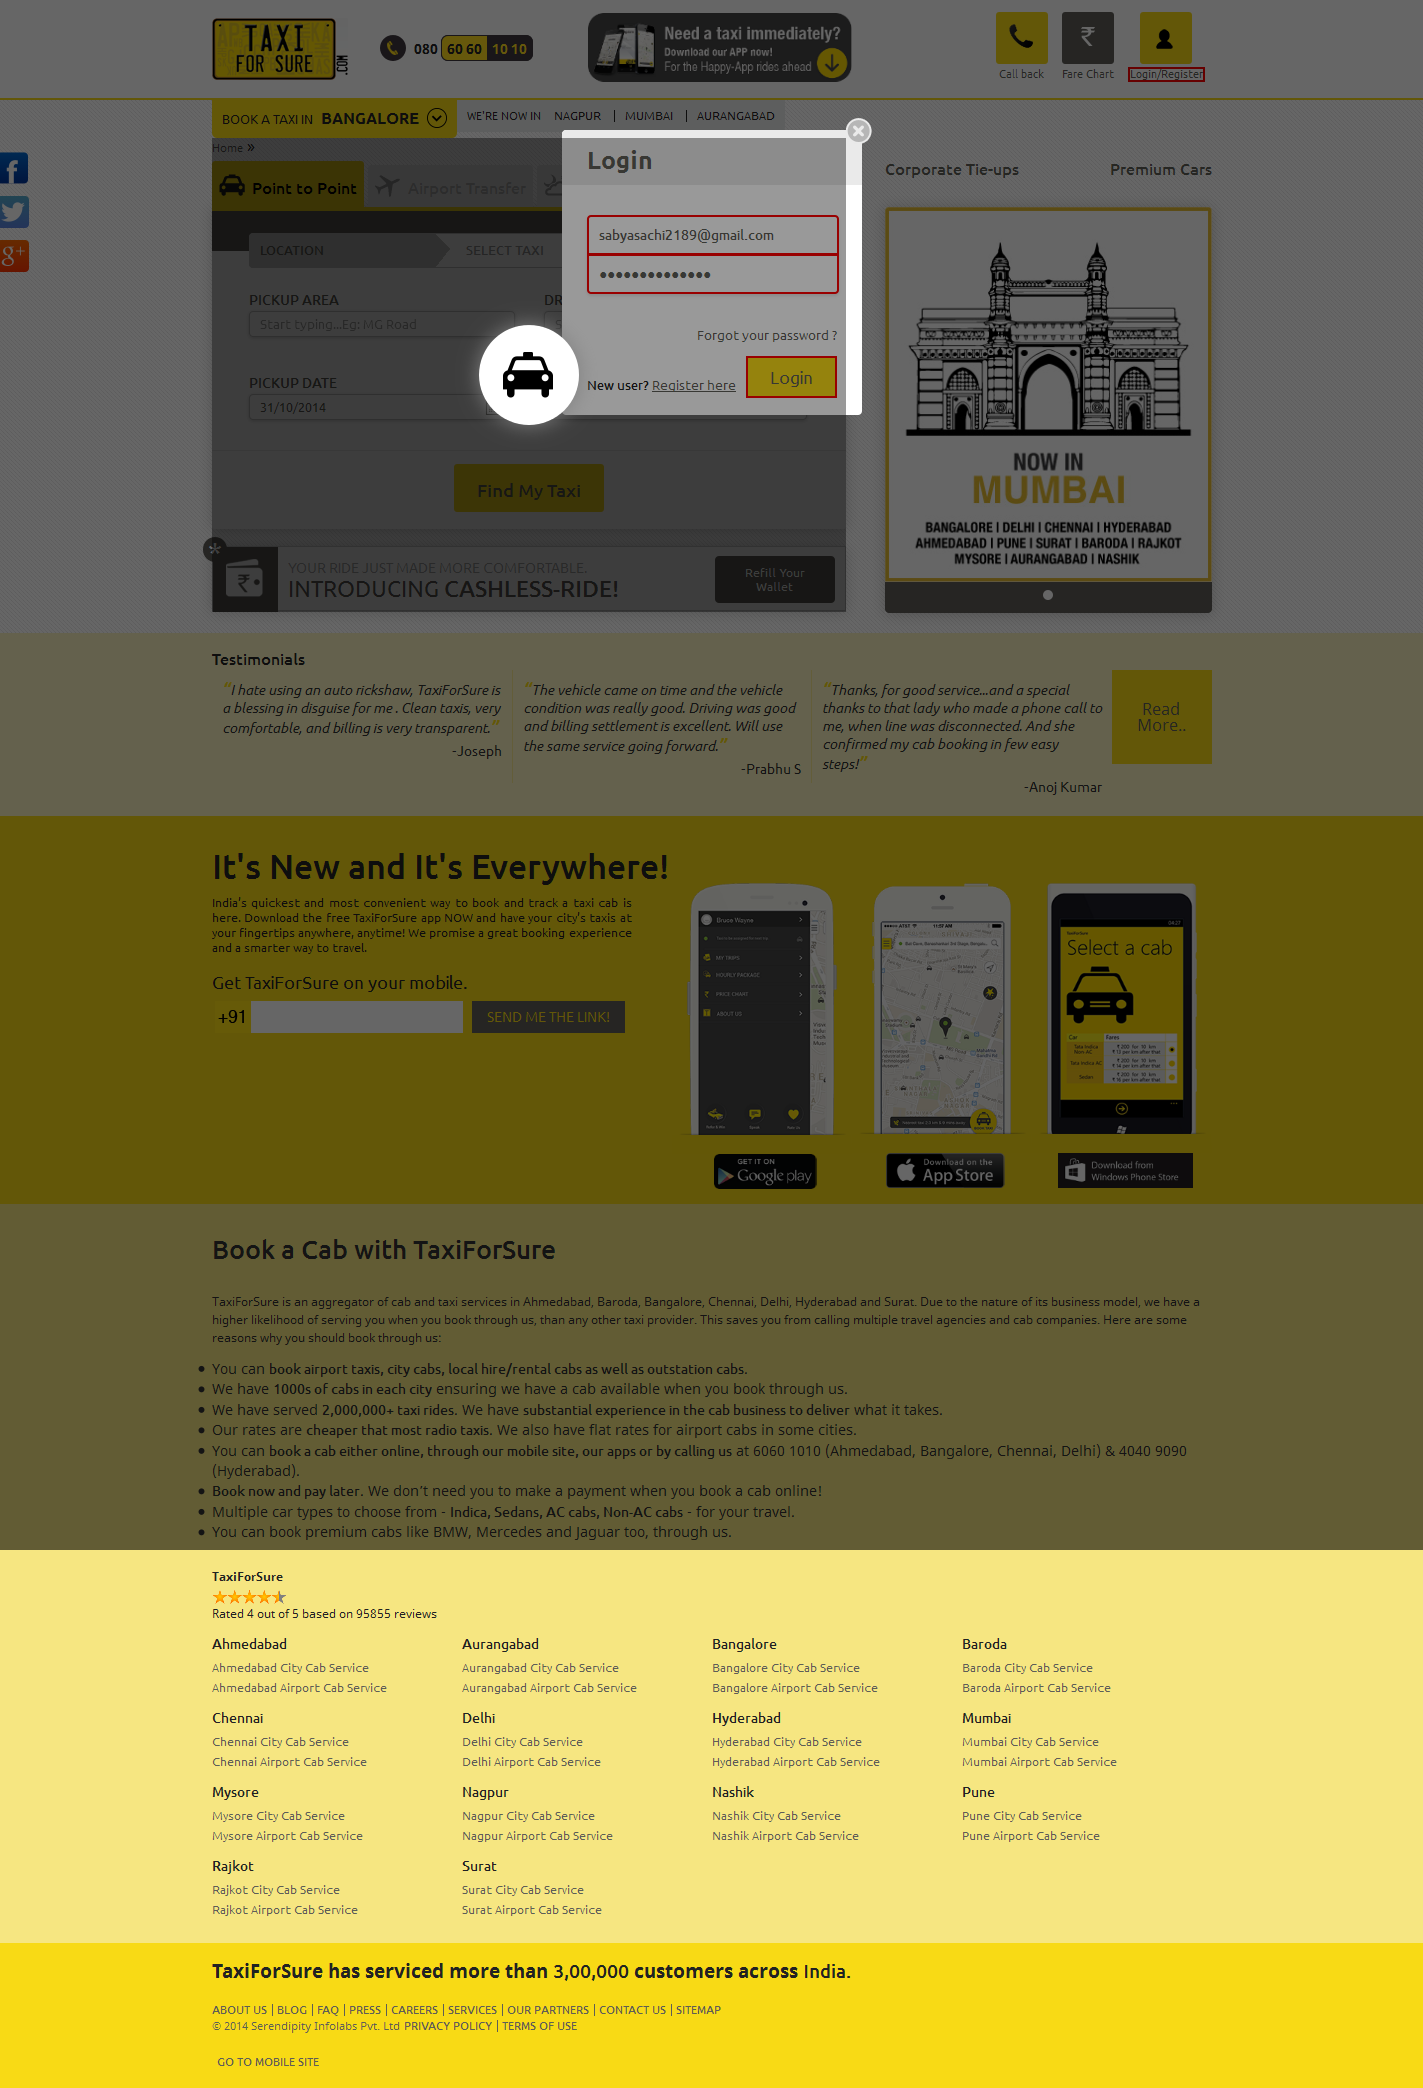 TAXI
FOR SURE
.COM
080 60 60 10 10
Need a taxi immediately?
Download our APP now!
For the Happy-App rides ahead
Call back
₹
Fare Chart
Login/Register
BOOK A TAXI IN BANGALORE
WE'RE NOW IN NAGPUR | MUMBAI | AURANGABAD
Home »
Login
Corporate Tie-ups
Premium Cars
Point to Point
Airport Transfer
sabyasachi2189@gmail.com
LOCATION
SELECT TAXI
PICKUP AREA
DR
Start typing...Eg: MG Road
Forgot your password ?
PICKUP DATE
New user? Register here
Login
31/10/2014
NOW IN
MUMBAI
BANGALORE | DELHI | CHENNAI | HYDERABAD
AHMEDABAD | PUNE | SURAT | BARODA | RAJKOT
MYSORE | AURANGABAD | NASHIK
Find My Taxi
YOUR RIDE JUST MADE MORE COMFORTABLE.
INTRODUCING CASHLESS-RIDE!
Refill Your
Wallet
Testimonials
“I hate using an auto rickshaw, TaxiForSure is
a blessing in disguise for me . Clean taxis, very
comfortable, and billing is very transparent.”
-Joseph
“The vehicle came on time and the vehicle
condition was really good. Driving was good
and billing settlement is excellent. Will use
the same service going forward.”
-Prabhu S
“Thanks, for good service...and a special
thanks to that lady who made a phone call to
me, when line was disconnected. And she
confirmed my cab booking in few easy
steps!”
-Anoj Kumar
Read
More..
It's New and It's Everywhere!
India's quickest and most convenient way to book and track a taxi cab is
here. Download the free TaxiForSure app NOW and have your city's taxis at
your fingertips anywhere, anytime! We promise a great booking experience
and a smarter way to travel.
Get TaxiForSure on your mobile.
+91
SEND ME THE LINK!
Bruce Wayne
MY TRIPS
HOURLY PACKAGE
PRICE CHART
ABOUT US
Select a cab
GET IT ON
Google play
Download on the
App Store
Download from
Windows Phone Store
Book a Cab with TaxiForSure
TaxiForSure is an aggregator of cab and taxi services in Ahmedabad, Baroda, Bangalore, Chennai, Delhi, Hyderabad and Surat. Due to the nature of its business model, we have a
higher likelihood of serving you when you book through us, than any other taxi provider. This saves you from calling multiple travel agencies and cab companies. Here are some
reasons why you should book through us:
You can book airport taxis, city cabs, local hire/rental cabs as well as outstation cabs.
We have 1000s of cabs in each city ensuring we have a cab available when you book through us.
We have served 2,000,000+ taxi rides. We have substantial experience in the cab business to deliver what it takes.
Our rates are cheaper that most radio taxis. We also have flat rates for airport cabs in some cities.
You can book a cab either online, through our mobile site, our apps or by calling us at 6060 1010 (Ahmedabad, Bangalore, Chennai, Delhi) & 4040 9090
(Hyderabad).
Book now and pay later. We don't need you to make a payment when you book a cab online!
Multiple car types to choose from - Indica, Sedans, AC cabs, Non-AC cabs - for your travel.
You can book premium cabs like BMW, Mercedes and Jaguar too, through us.
TaxiForSure
Rated 4 out of 5 based on 95855 reviews
Ahmedabad
Ahmedabad City Cab Service
Ahmedabad Airport Cab Service
Aurangabad
Aurangabad City Cab Service
Aurangabad Airport Cab Service
Bangalore
Bangalore City Cab Service
Bangalore Airport Cab Service
Baroda
Baroda City Cab Service
Baroda Airport Cab Service
Chennai
Chennai City Cab Service
Chennai Airport Cab Service
Delhi
Delhi City Cab Service
Delhi Airport Cab Service
Hyderabad
Hyderabad City Cab Service
Hyderabad Airport Cab Service
Mumbai
Mumbai City Cab Service
Mumbai Airport Cab Service
Mysore
Mysore City Cab Service
Mysore Airport Cab Service
Nagpur
Nagpur City Cab Service
Nagpur Airport Cab Service
Nashik
Nashik City Cab Service
Nashik Airport Cab Service
Pune
Pune City Cab Service
Pune Airport Cab Service
Rajkot
Rajkot City Cab Service
Rajkot Airport Cab Service
Surat
Surat City Cab Service
Surat Airport Cab Service
TaxiForSure has serviced more than 3,00,000 customers across India.
ABOUT US | BLOG | FAQ | PRESS | CAREERS | SERVICES | OUR PARTNERS | CONTACT US | SITEMAP
© 2014 Serendipity Infolabs Pvt. Ltd PRIVACY POLICY | TERMS OF USE
GO TO MOBILE SITE